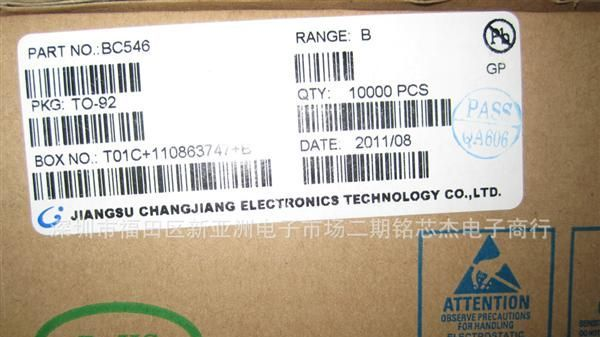 PART NO.:BC546
RANGE: B
Pb
GP
PKG: TO-92
QTY: 10000 PCS
PASS
QA606
BOX NO.: T01C+110863747+B
DATE: 2011/08
JIANGSU CHANGJIANG ELECTRONICS TECHNOLOGY CO.,LTD.
深圳市福田区新亚洲电子市场二期铭芯杰电子商行
ATTENTION
OBSERVE PRECAUTIONS
FOR HANDLING
ELECTROSTATIC